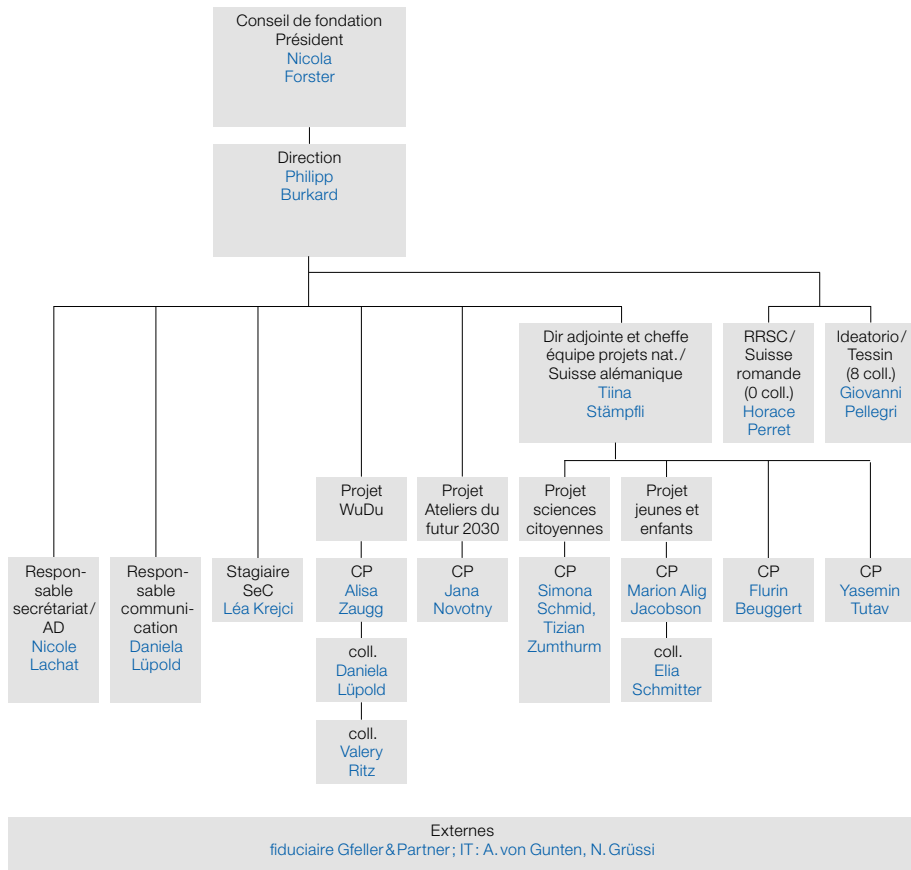 Conseil de fondation
Président
Nicola
Forster
Direction
Philipp
Burkard
Dir adjointe et cheffe
équipe projets nat. /
Suisse alémanique
Tiina
Stämpfli
RRSC /
Suisse
romande
(0 coll.)
Horace
Perret
Ideatorio /
Tessin
(8 coll.)
Giovanni
Pellegri
Projet
WuDu
Projet
Ateliers du
futur 2030
Projet
sciences
citoyennes
Projet
jeunes et
enfants
Respon-
sable
secrétariat /
AD
Nicole
Lachat
Respon-
sable
communi-
cation
Daniela
Lüpold
Stagiaire
SeC
Léa Krejci
CP
Alisa
Zaugg
CP
Jana
Novotny
CP
Simona
Schmid,
Tizian
Zumthurm
CP
Marion Alig
Jacobson
CP
Flurin
Beuggert
CP
Yasemin
Tutav
coll.
Daniela
Lüpold
coll.
Elia
Schmitter
coll.
Valery
Ritz
Externes
fiduciaire Gfeller & Partner ; IT : A. von Gunten, N. Grüssi